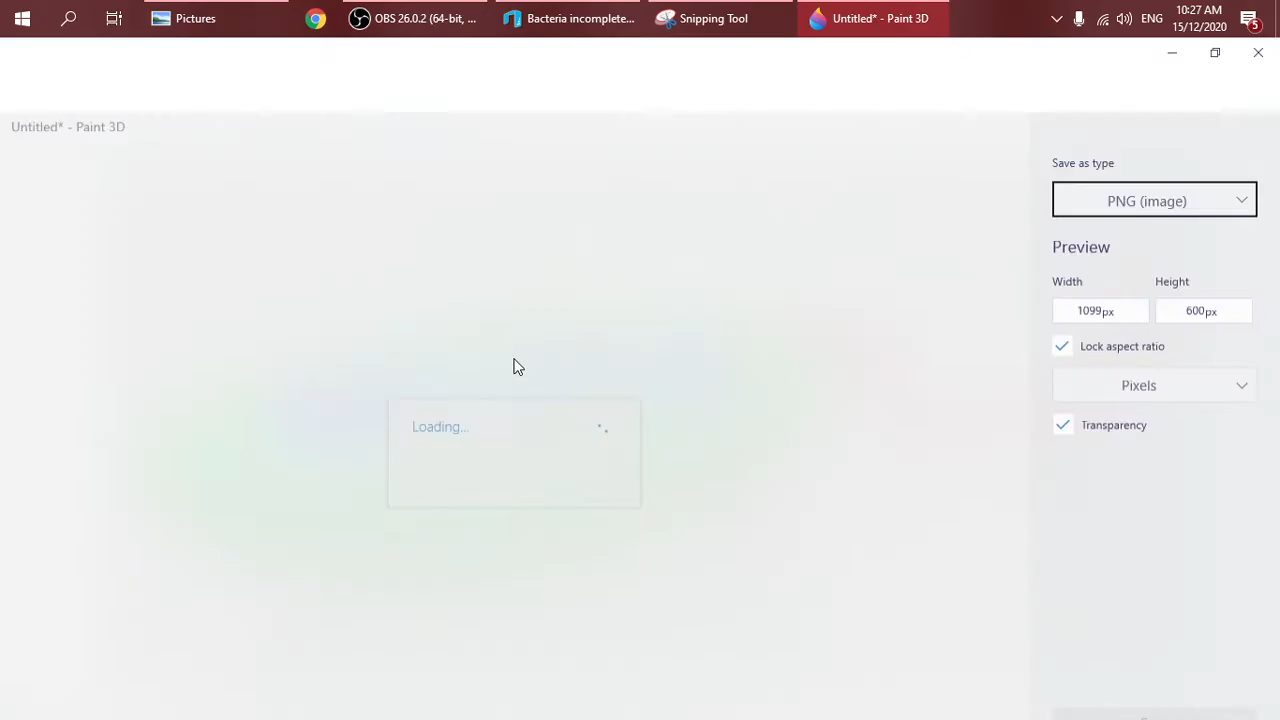 Pictures
OBS 26.0.2 (64-bit, ...
Bacteria incomplete...
Snipping Tool
Untitled* - Paint 3D
ENG
10:27 AM
15/12/2020
5
Untitled* - Paint 3D
Save as type
PNG (image)
Preview
Width Height
1099px 600px
Lock aspect ratio
Pixels
Transparency
Loading...